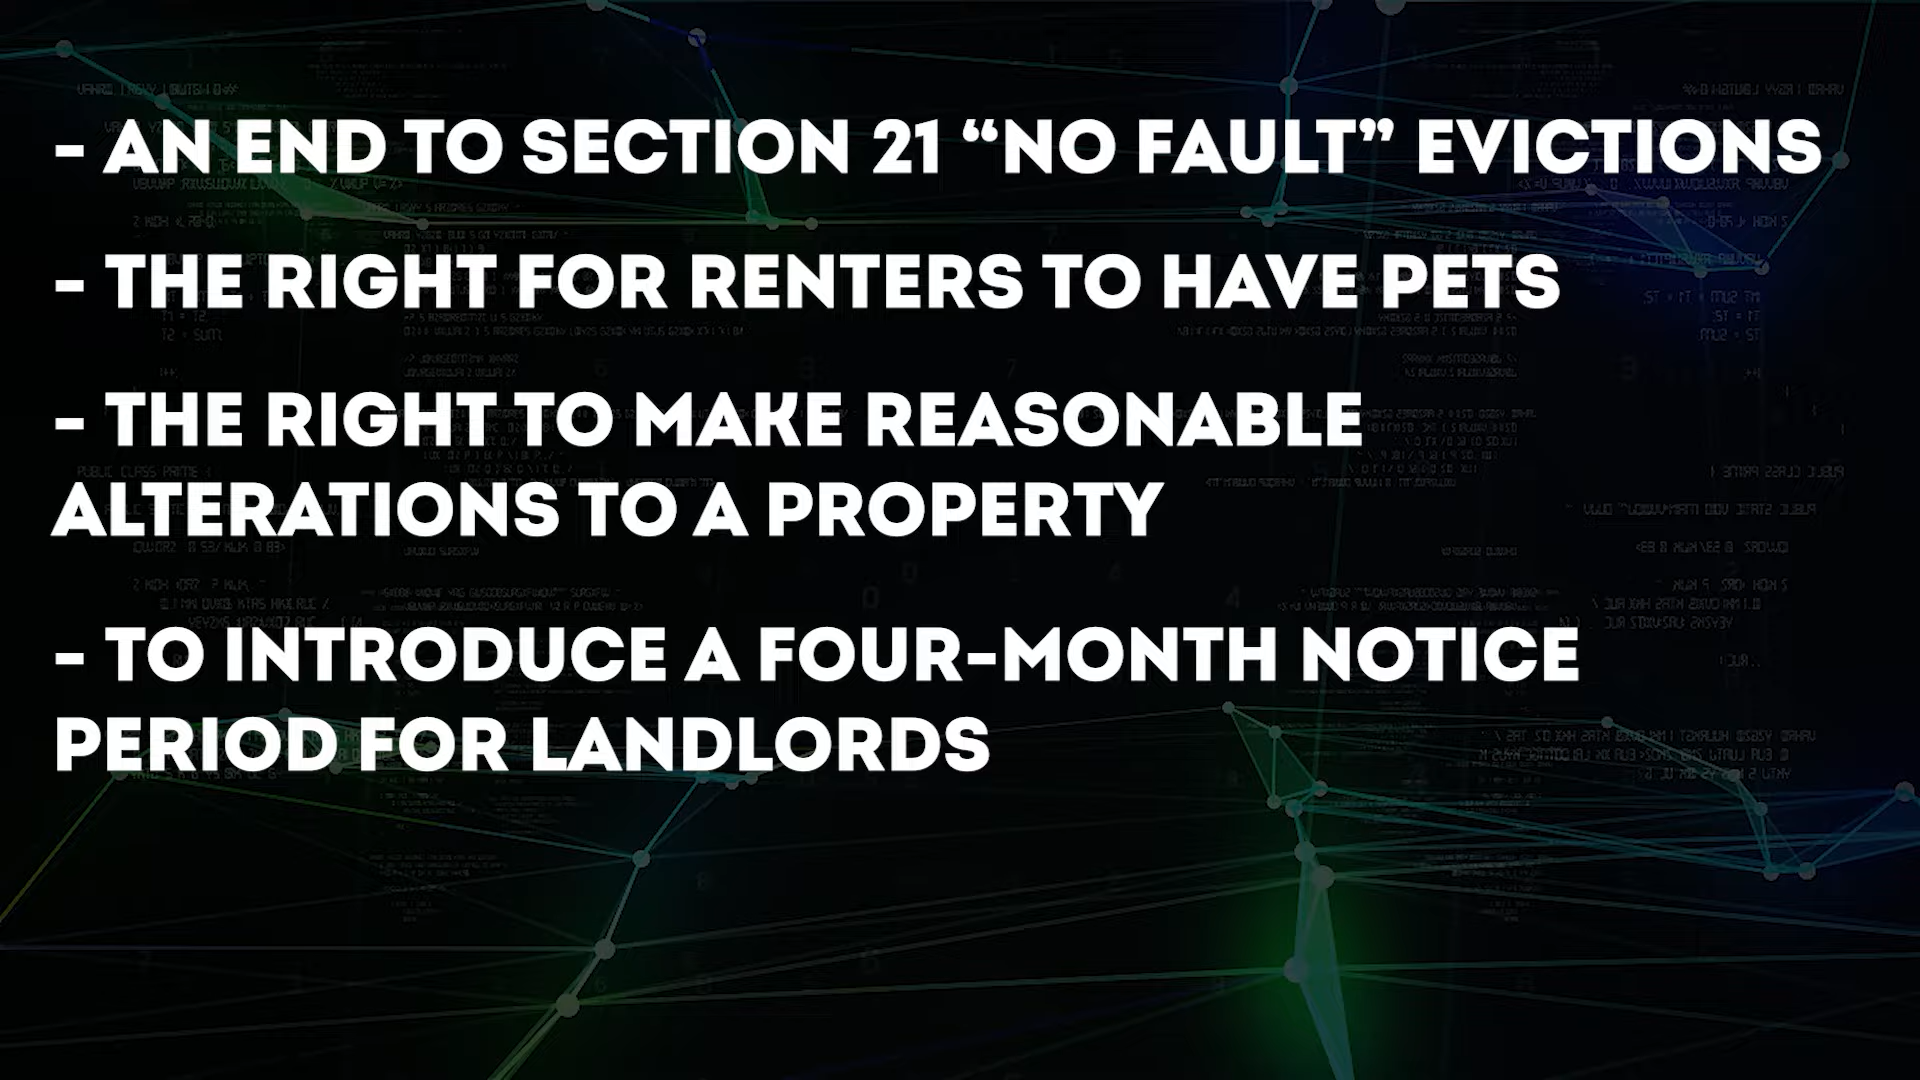 - AN END TO SECTION 21 “NO FAULT” EVICTIONS
- THE RIGHT FOR RENTERS TO HAVE PETS
- THE RIGHT TO MAKE REASONABLE
ALTERATIONS TO A PROPERTY
- TO INTRODUCE A FOUR-MONTH NOTICE
PERIOD FOR LANDLORDS